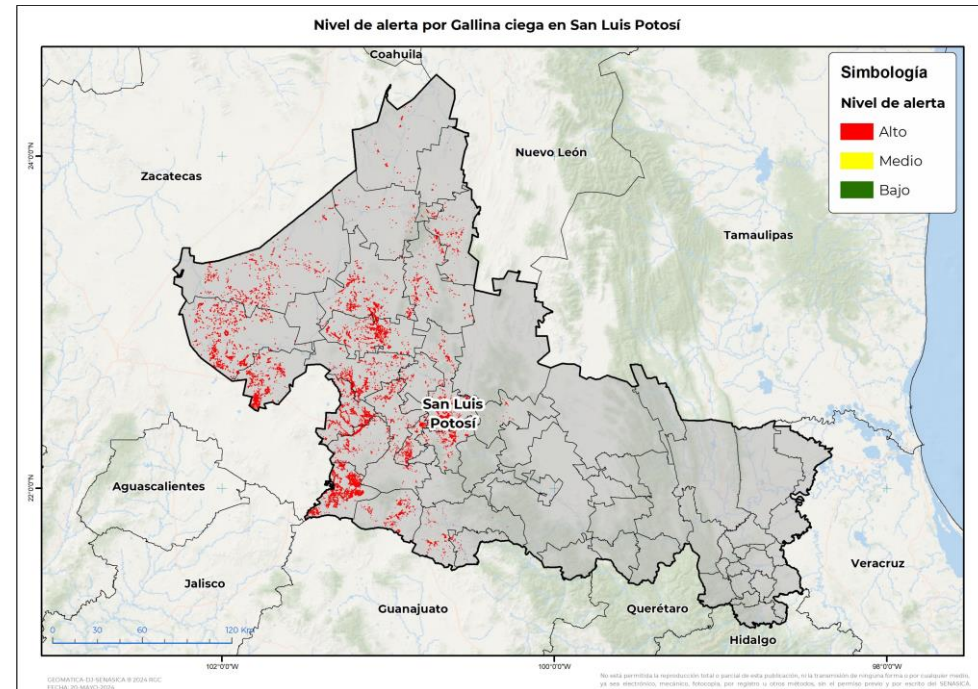 Nivel de alerta por Gallina ciega en San Luis Potosí
Coahuila
Simbología
Nivel de alerta
Alto
Medio
Bajo
24°0'0"N
Nuevo León
Zacatecas
Tamaulipas
San Luis
Potosí
22°0'0"N
Aguascalientes
Veracruz
Jalisco
Guanajuato
Querétaro
Hidalgo
0 30 60 120 Km
102°0'0"W
100°0'0"W
98°0'0"W
GEOMATICA-DJ-SENASICA © 2024 RGC
FECHA: 20-MAYO-2024
No está permitida la reproducción total o parcial de esta publicación, ni la transmisión de ninguna forma o por cualquier medio,
ya sea electrónico, mecánico, fotocopia, por registro u otros métodos, sin el permiso previo y por escrito del SENASICA.